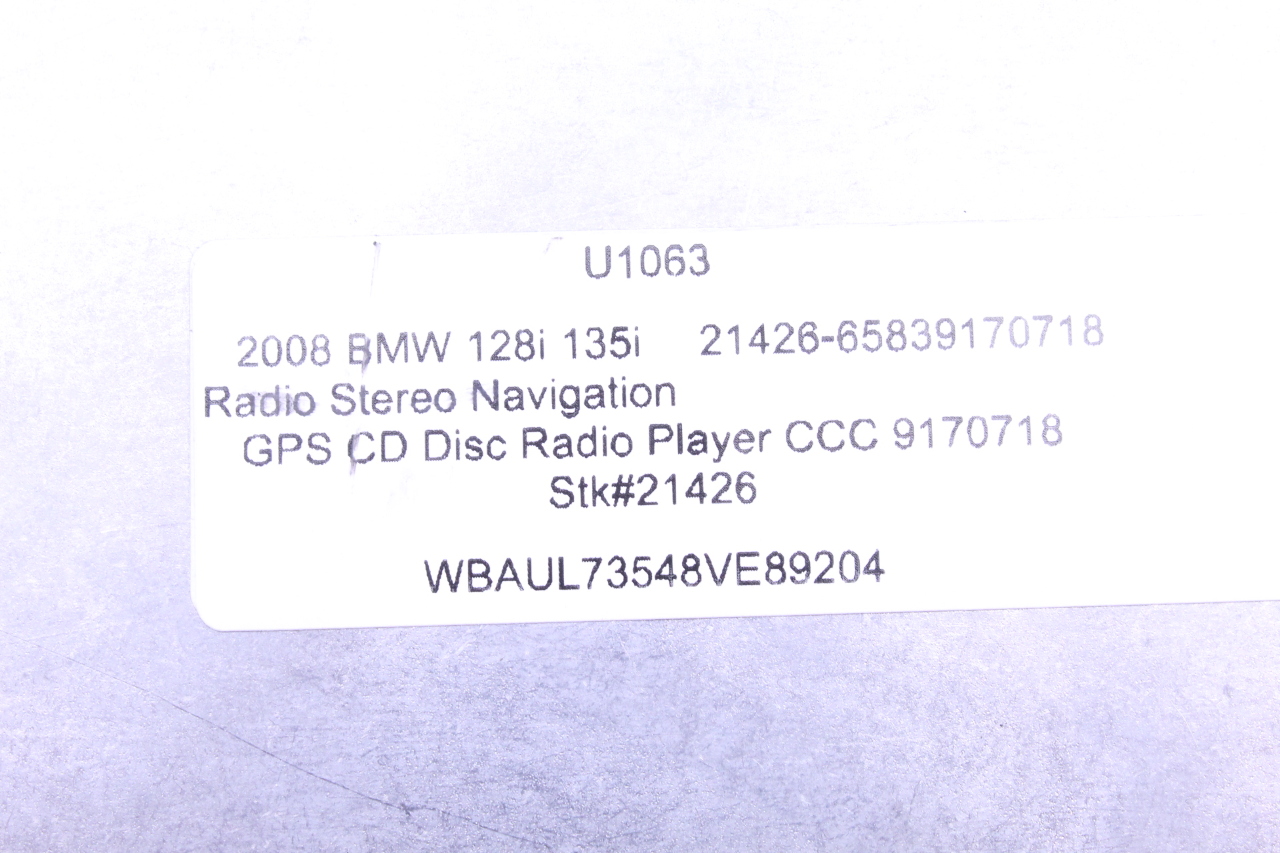 U1063
2008 BMW 128i 135i 21426-65839170718
Radio Stereo Navigation
GPS CD Disc Radio Player CCC 9170718
Stk#21426
WBAUL73548VE89204